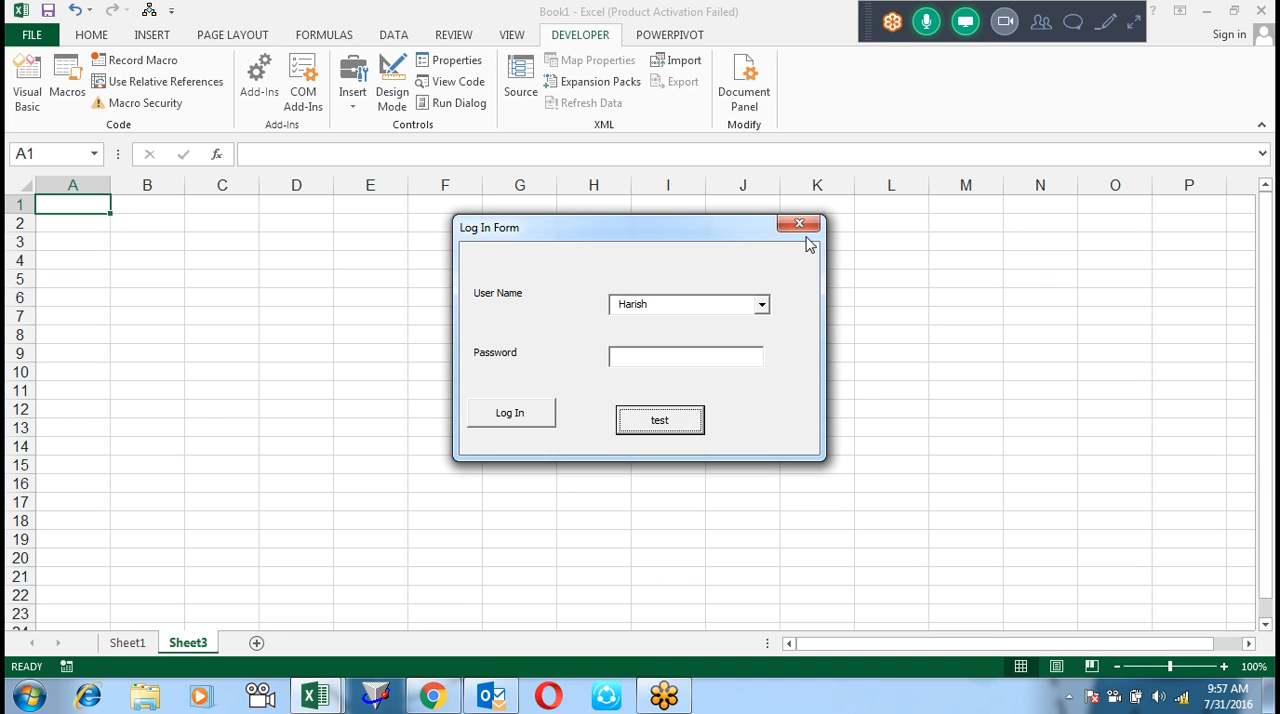 Book1 - Excel (Product Activation Failed)
FILE HOME INSERT PAGE LAYOUT FORMULAS DATA REVIEW VIEW DEVELOPER POWERPIVOT Sign in
Visual Basic
Macros
Record Macro
Use Relative References
Macro Security
Code
Add-Ins
COM Add-Ins
Add-Ins
Insert
Design Mode
Properties
View Code
Run Dialog
Controls
Source
Map Properties
Expansion Packs
Refresh Data
Import
Export
XML
Document Panel
Modify
A1 fx
A B C D E F G H I J K L M N O P
1
2
3
4
5
6
7
8
9
10
11
12
13
14
15
16
17
18
19
20
21
22
23
Log In Form
User Name Harish
Password
Log In test
Sheet1 Sheet3
READY 100%
9:57 AM
7/31/2016